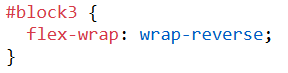 #block3 {
  flex-wrap: wrap-reverse;
}